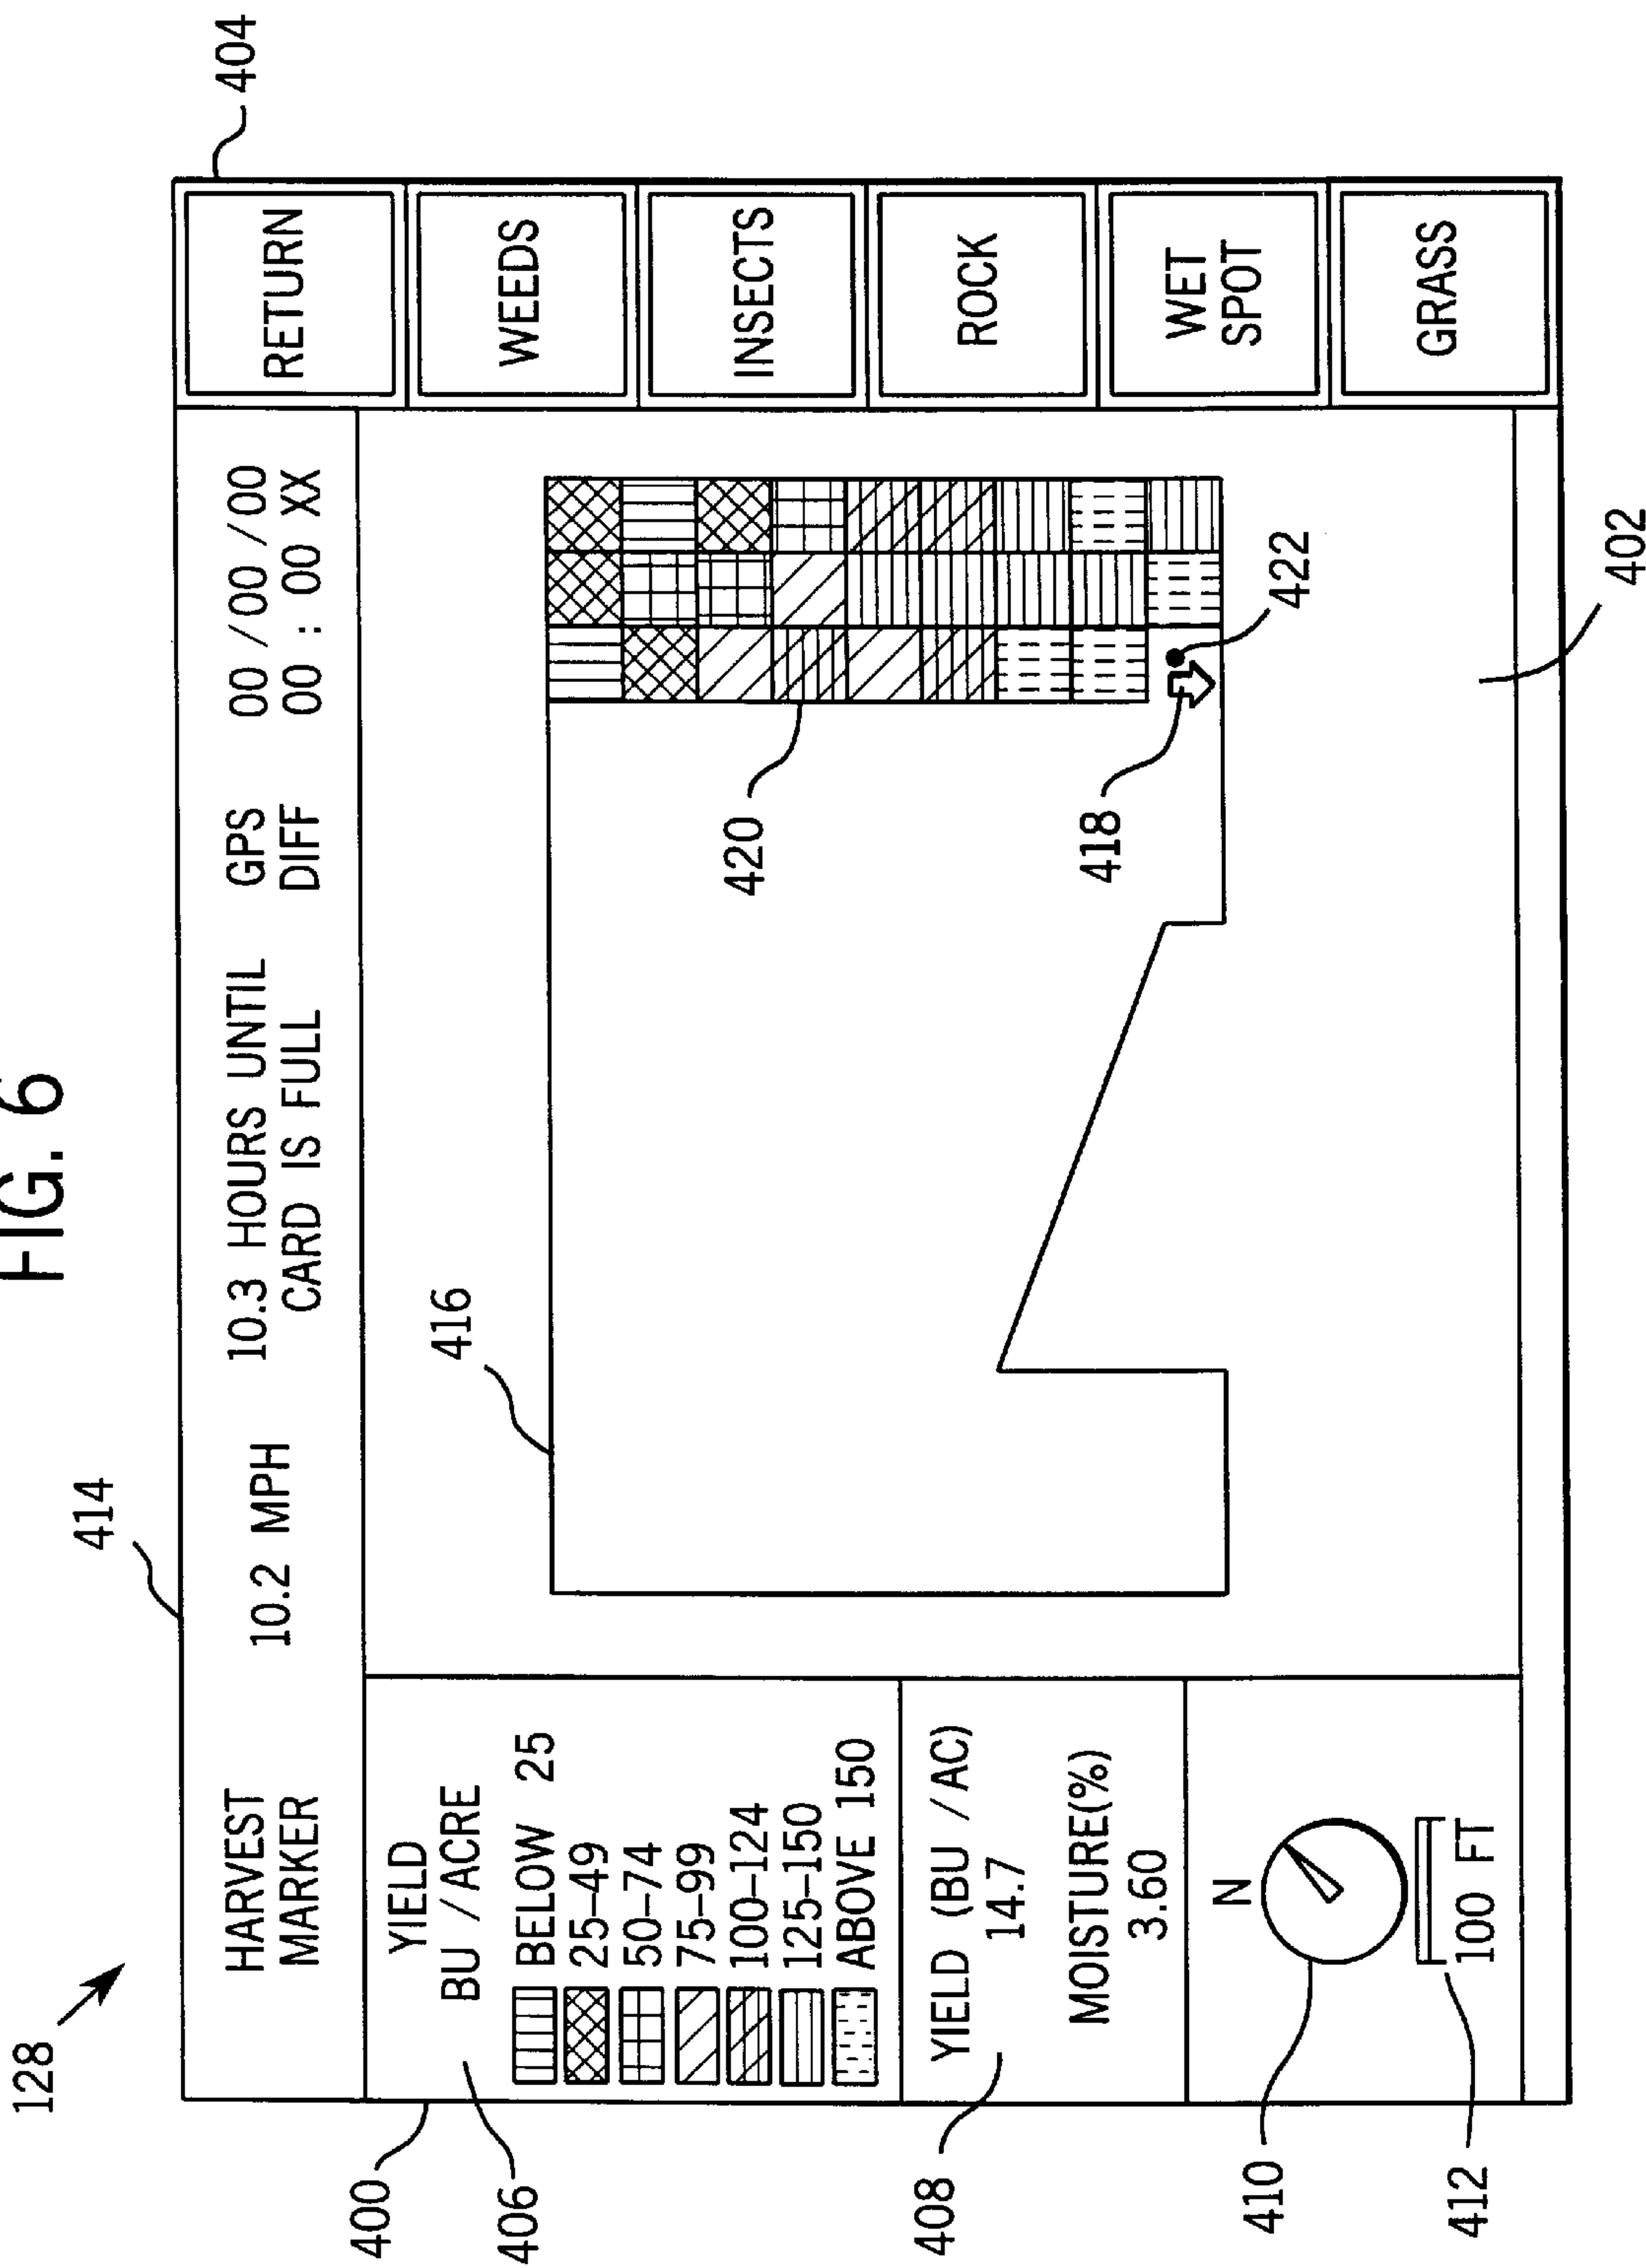 FIG. 6
128
414
404
HARVEST
MARKER
10.2 MPH
10.3 HOURS UNTIL
CARD IS FULL
GPS
DIFF
00 /00 /00
00 : 00 XX
400
406
YIELD
BU /ACRE
BELOW 25
25–49
50–74
75–99
100–124
125–150
ABOVE 150
408
YIELD (BU /AC)
14.7
MOISTURE(%)
3.60
410
N
412
100 FT
416
420
418
422
402
RETURN
WEEDS
INSECTS
ROCK
WET
SPOT
GRASS